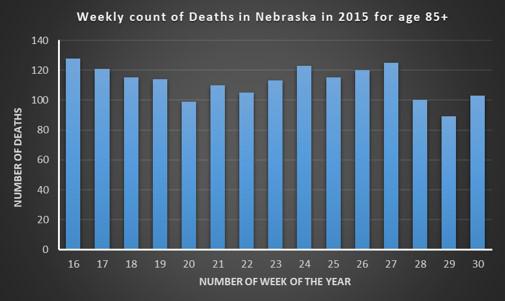 Weekly count of Deaths in Nebraska in 2015 for age 85+
140
120
100
80
60
40
20
0
NUMBER OF DEATHS
16 17 18 19 20 21 22 23 24 25 26 27 28 29 30
NUMBER OF WEEK OF THE YEAR